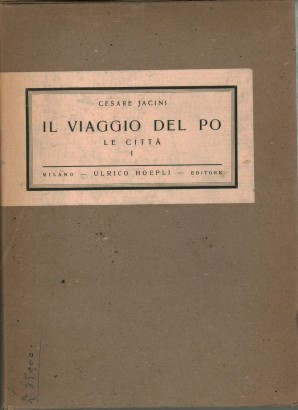 CESARE JACINI
IL VIAGGIO DEL PO
LE CITTÀ
I
MILANO — ULRICO HOEPLI — EDITORE